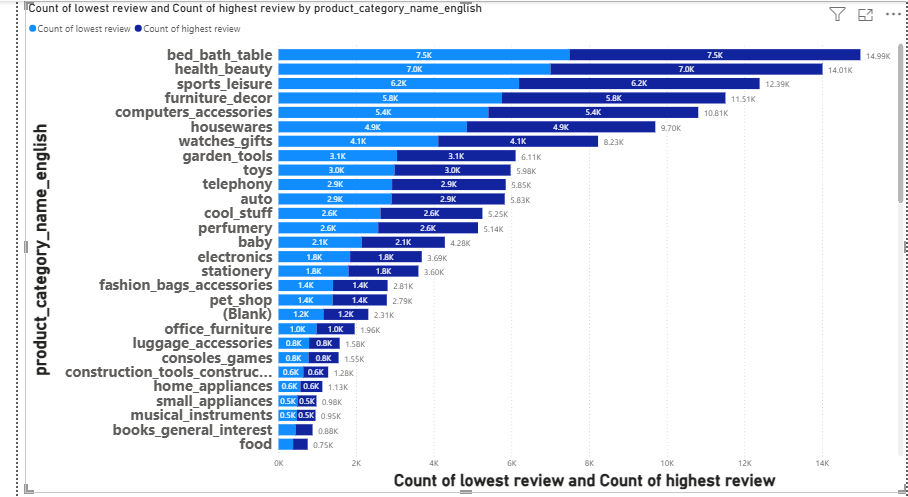 Count of lowest review and Count of highest review by product_category_name_english
Count of lowest review Count of highest review
product_category_name_english
bed_bath_table 7.5K 7.5K 14.99K
health_beauty 7.0K 7.0K 14.01K
sports_leisure 6.2K 6.2K 12.39K
furniture_decor 5.8K 5.8K 11.51K
computers_accessories 5.4K 5.4K 10.81K
housewares 4.9K 4.9K 9.70K
watches_gifts 4.1K 4.1K 8.23K
garden_tools 3.1K 3.1K 6.11K
toys 3.0K 3.0K 5.98K
telephony 2.9K 2.9K 5.85K
auto 2.9K 2.9K 5.83K
cool_stuff 2.6K 2.6K 5.25K
perfumery 2.6K 2.6K 5.14K
baby 2.1K 2.1K 4.28K
electronics 1.8K 1.8K 3.69K
stationery 1.8K 1.8K 3.60K
fashion_bags_accessories 1.4K 1.4K 2.81K
pet_shop 1.4K 1.4K 2.79K
(Blank) 1.2K 1.2K 2.31K
office_furniture 1.0K 1.0K 1.96K
luggage_accessories 0.8K 0.8K 1.58K
consoles_games 0.8K 0.8K 1.55K
construction_tools_construc... 0.6K 0.6K 1.28K
home_appliances 0.6K 0.6K 1.13K
small_appliances 0.5K 0.5K 0.98K
musical_instruments 0.5K 0.5K 0.95K
books_general_interest 0.88K
food 0.75K
0K 2K 4K 6K 8K 10K 12K 14K
Count of lowest review and Count of highest review